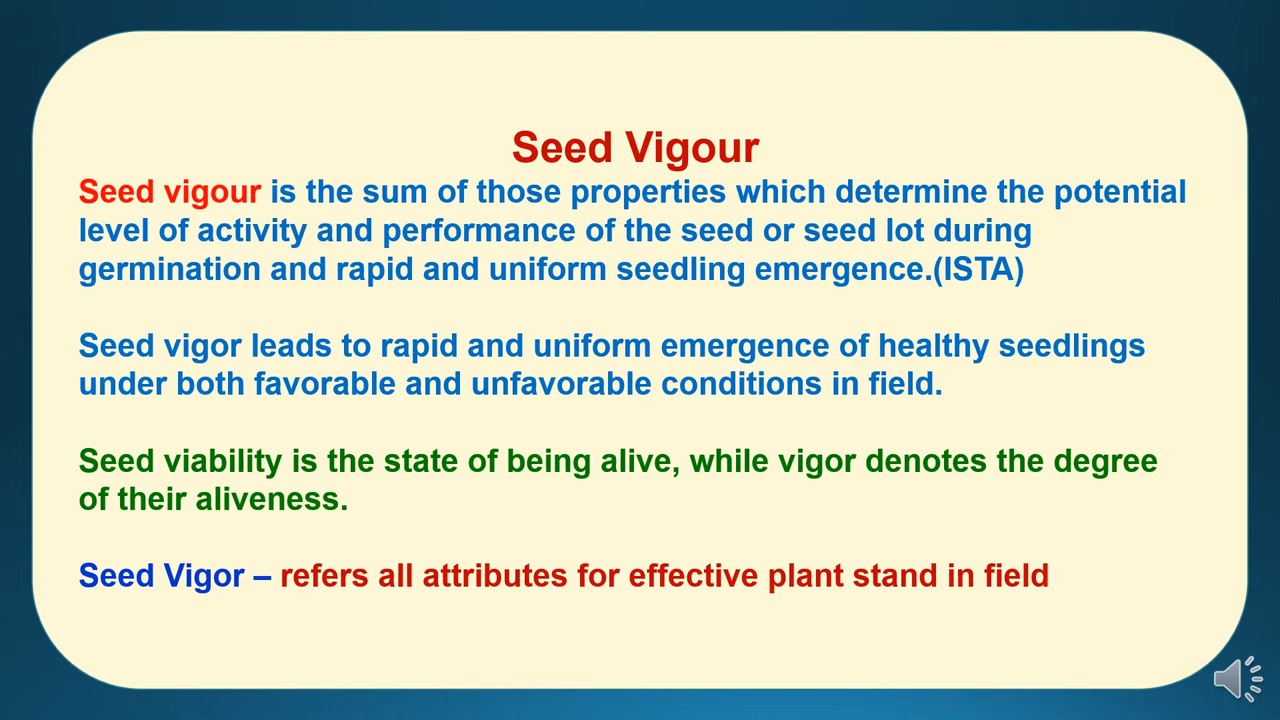 Seed Vigour
Seed vigour is the sum of those properties which determine the potential
level of activity and performance of the seed or seed lot during
germination and rapid and uniform seedling emergence.(ISTA)
Seed vigor leads to rapid and uniform emergence of healthy seedlings
under both favorable and unfavorable conditions in field.
Seed viability is the state of being alive, while vigor denotes the degree
of their aliveness.
Seed Vigor – refers all attributes for effective plant stand in field